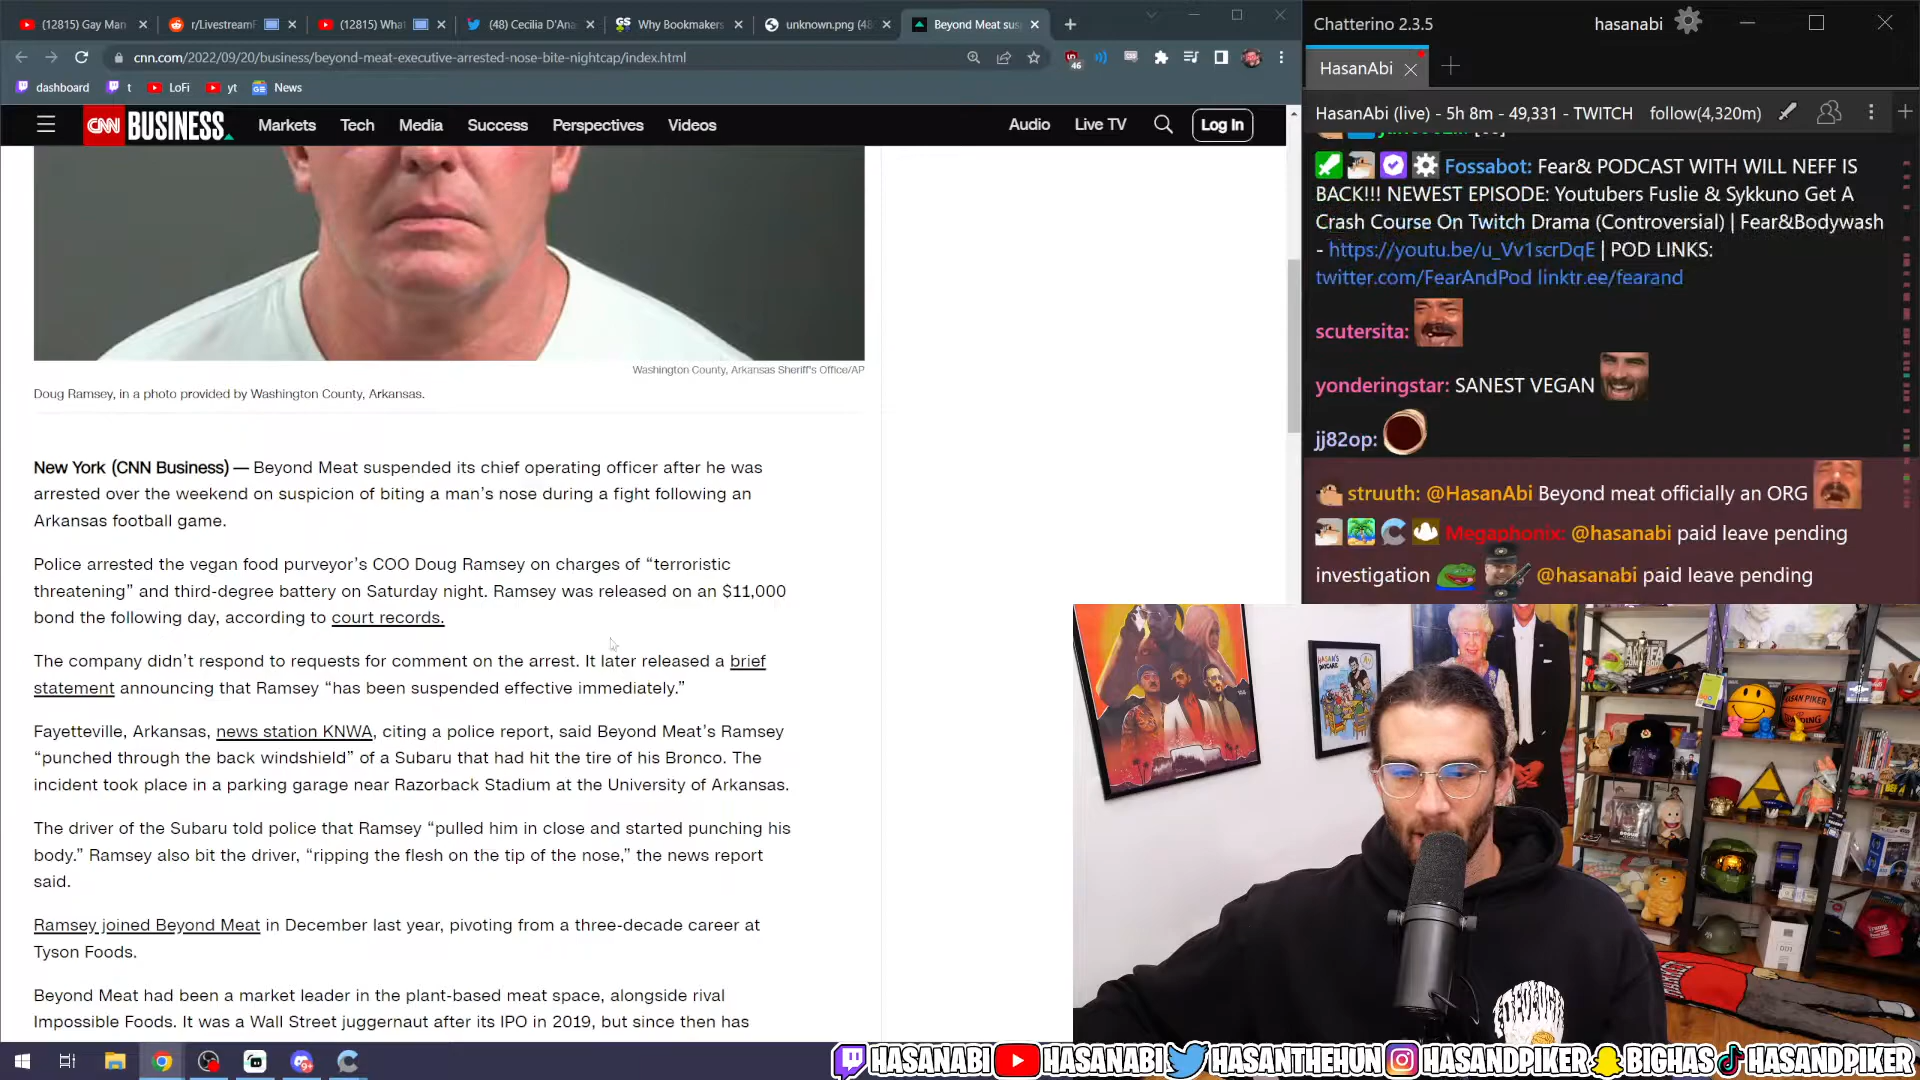 (12815) Gay Man
r/LivestreamF
(12815) What
(48) Cecilia D'Ana
Why Bookmakers
unknown.png (48
Beyond Meat sus
cnn.com/2022/09/20/business/beyond-meat-executive-arrested-nose-bite-nightcap/index.html
46
dashboard
t
LoFi
yt
News
CNN BUSINESS
Markets
Tech
Media
Success
Perspectives
Videos
Audio
Live TV
Log In
Washington County, Arkansas Sheriff's Office/AP
Doug Ramsey, in a photo provided by Washington County, Arkansas.
New York (CNN Business) — Beyond Meat suspended its chief operating officer after he was
arrested over the weekend on suspicion of biting a man's nose during a fight following an
Arkansas football game.
Police arrested the vegan food purveyor's COO Doug Ramsey on charges of "terroristic
threatening" and third-degree battery on Saturday night. Ramsey was released on an $11,000
bond the following day, according to court records.
The company didn't respond to requests for comment on the arrest. It later released a brief
statement announcing that Ramsey "has been suspended effective immediately."
Fayetteville, Arkansas, news station KNWA, citing a police report, said Beyond Meat's Ramsey
"punched through the back windshield" of a Subaru that had hit the tire of his Bronco. The
incident took place in a parking garage near Razorback Stadium at the University of Arkansas.
The driver of the Subaru told police that Ramsey "pulled him in close and started punching his
body." Ramsey also bit the driver, "ripping the flesh on the tip of the nose," the news report
said.
Ramsey joined Beyond Meat in December last year, pivoting from a three-decade career at
Tyson Foods.
Beyond Meat had been a market leader in the plant-based meat space, alongside rival
Impossible Foods. It was a Wall Street juggernaut after its IPO in 2019, but since then has
Chatterino 2.3.5
hasanabi
HasanAbi
HasanAbi (live) - 5h 8m - 49,331 - TWITCH
follow(4,320m)
Fossabot: Fear& PODCAST WITH WILL NEFF IS
BACK!!! NEWEST EPISODE: Youtubers Fuslie & Sykkuno Get A
Crash Course On Twitch Drama (Controversial) | Fear&Bodywash
- https://youtu.be/u_Vv1scrDqE | POD LINKS:
twitter.com/FearAndPod linktr.ee/fearand
scutersita:
yonderingstar: SANEST VEGAN
jj82op:
struuth: @HasanAbi Beyond meat officially an ORG
Megaphonix: @hasanabi paid leave pending
investigation @hasanabi paid leave pending
HASANABI
HASANABI
HASANTHEHUN
HASANDPIKER
BIGHAS
HASANDPIKER